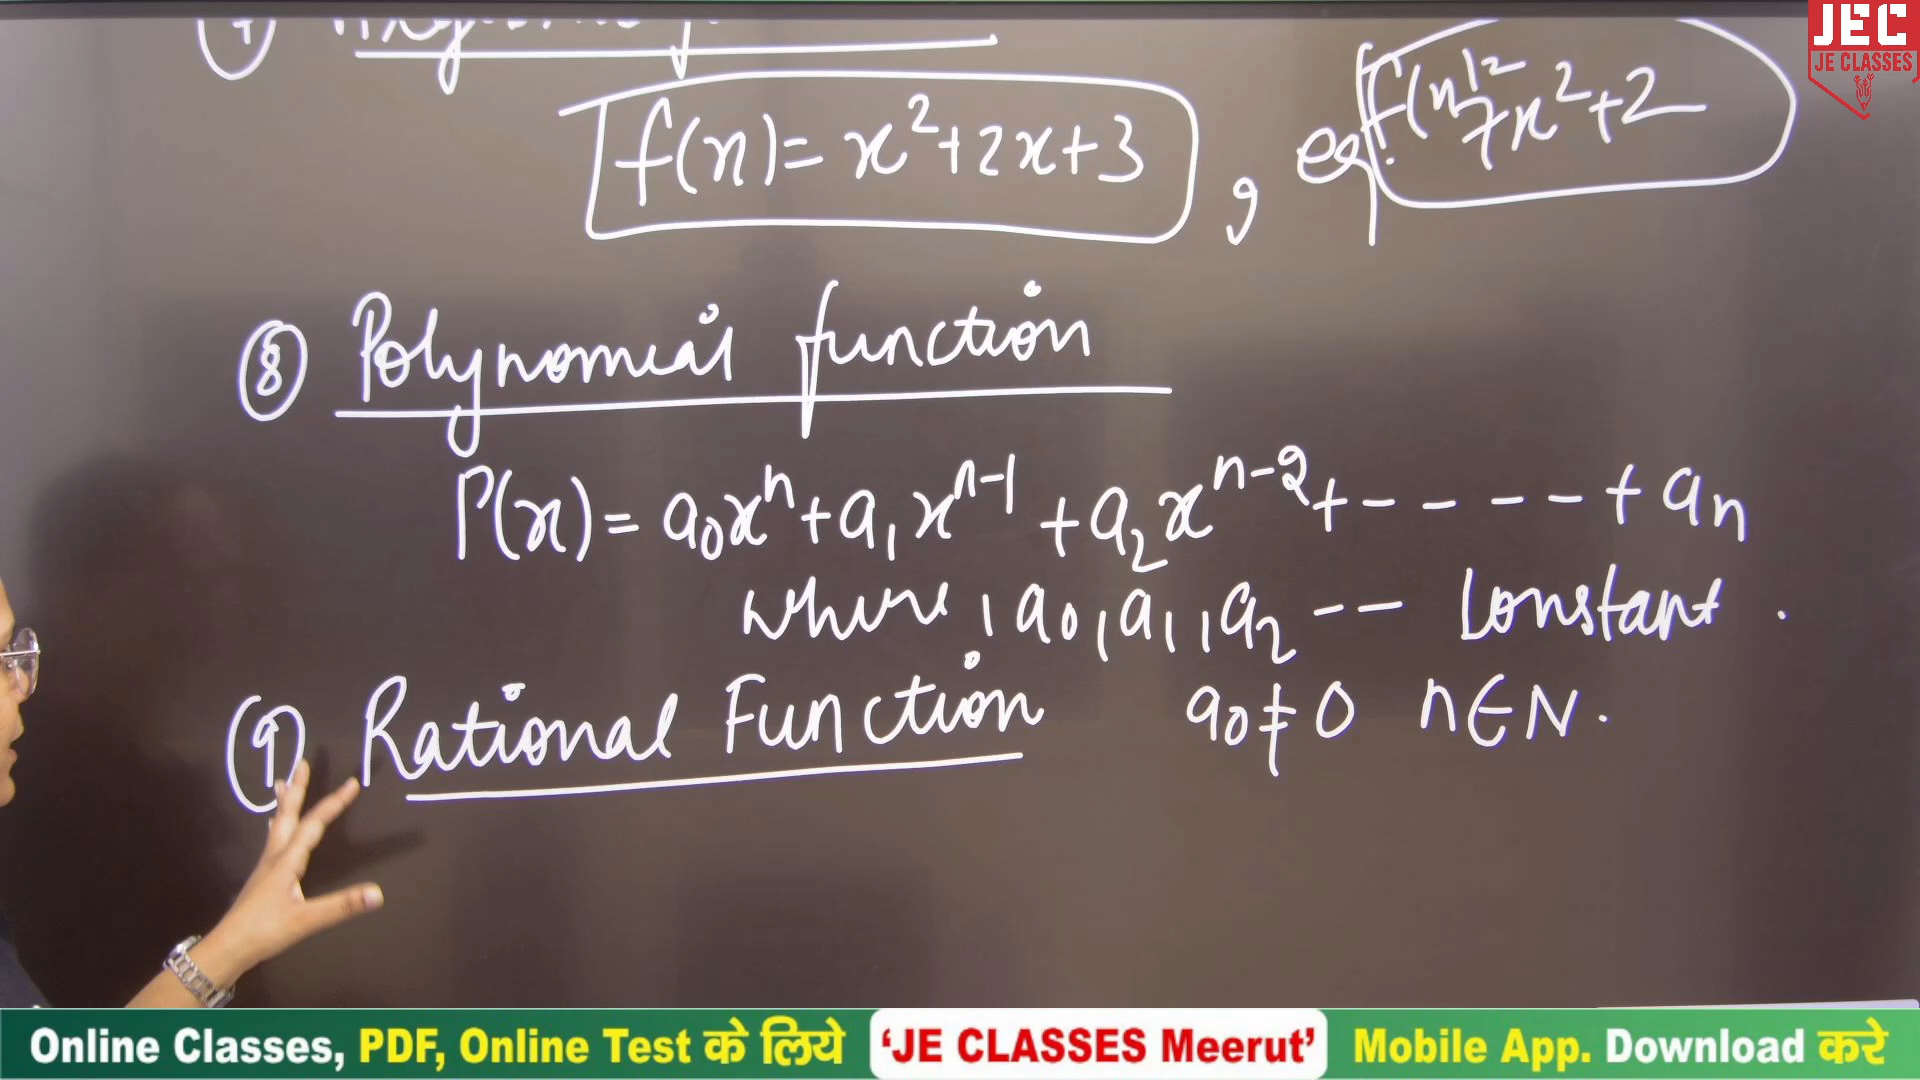 JEC
JE CLASSES
f(x) = x²+2x+3 , eg. f(x) = 7x²+2
⑧ Polynomial function
P(x) = a₀xⁿ + a₁xⁿ⁻¹ + a₂xⁿ⁻² + - - - - - + aₙ
where, a₀, a₁, a₂ -- constant.
⑨ Rational Function a₀ ≠ 0 n∈N.
Online Classes, PDF, Online Test के लिये 'JE CLASSES Meerut' Mobile App. Download करे